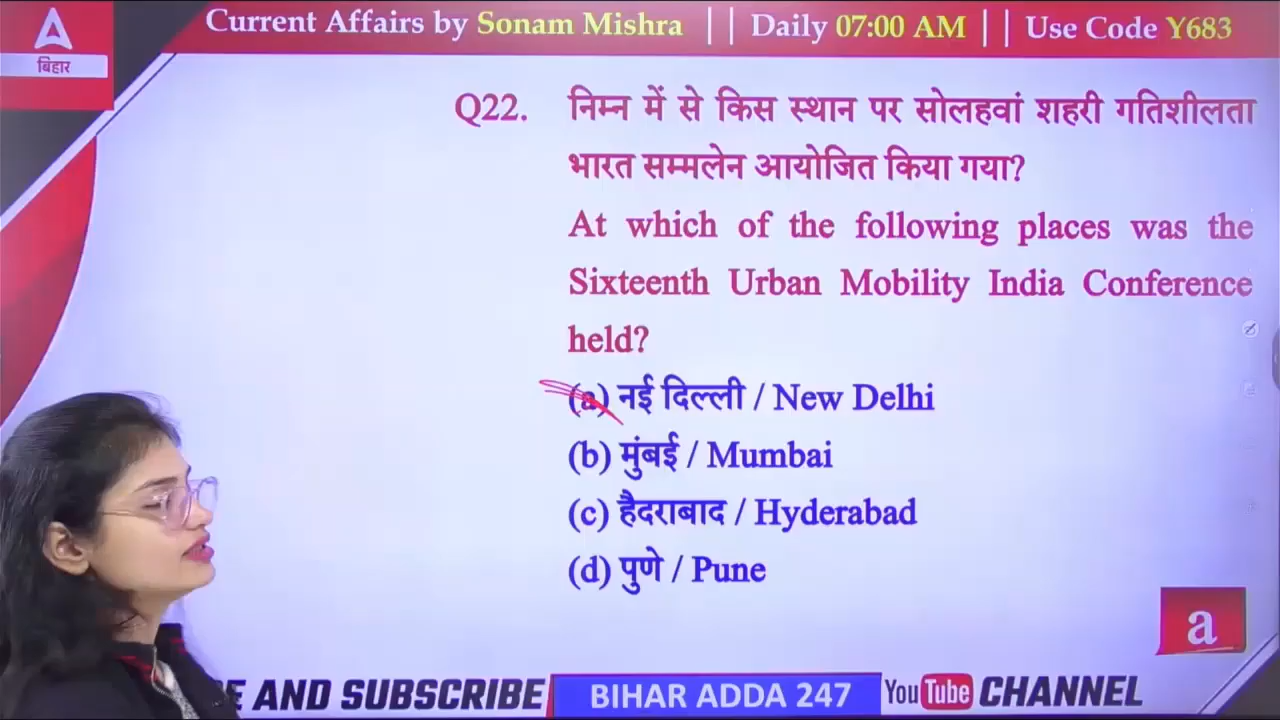 Current Affairs by Sonam Mishra || Daily 07:00 AM || Use Code Y683
बिहार
Q22. निम्न में से किस स्थान पर सोलहवां शहरी गतिशीलता
भारत सम्मलेन आयोजित किया गया?
At which of the following places was the
Sixteenth Urban Mobility India Conference
held?
(a) नई दिल्ली / New Delhi
(b) मुंबई / Mumbai
(c) हैदराबाद / Hyderabad
(d) पुणे / Pune
a
AND SUBSCRIBE BIHAR ADDA 247 YouTube CHANNEL